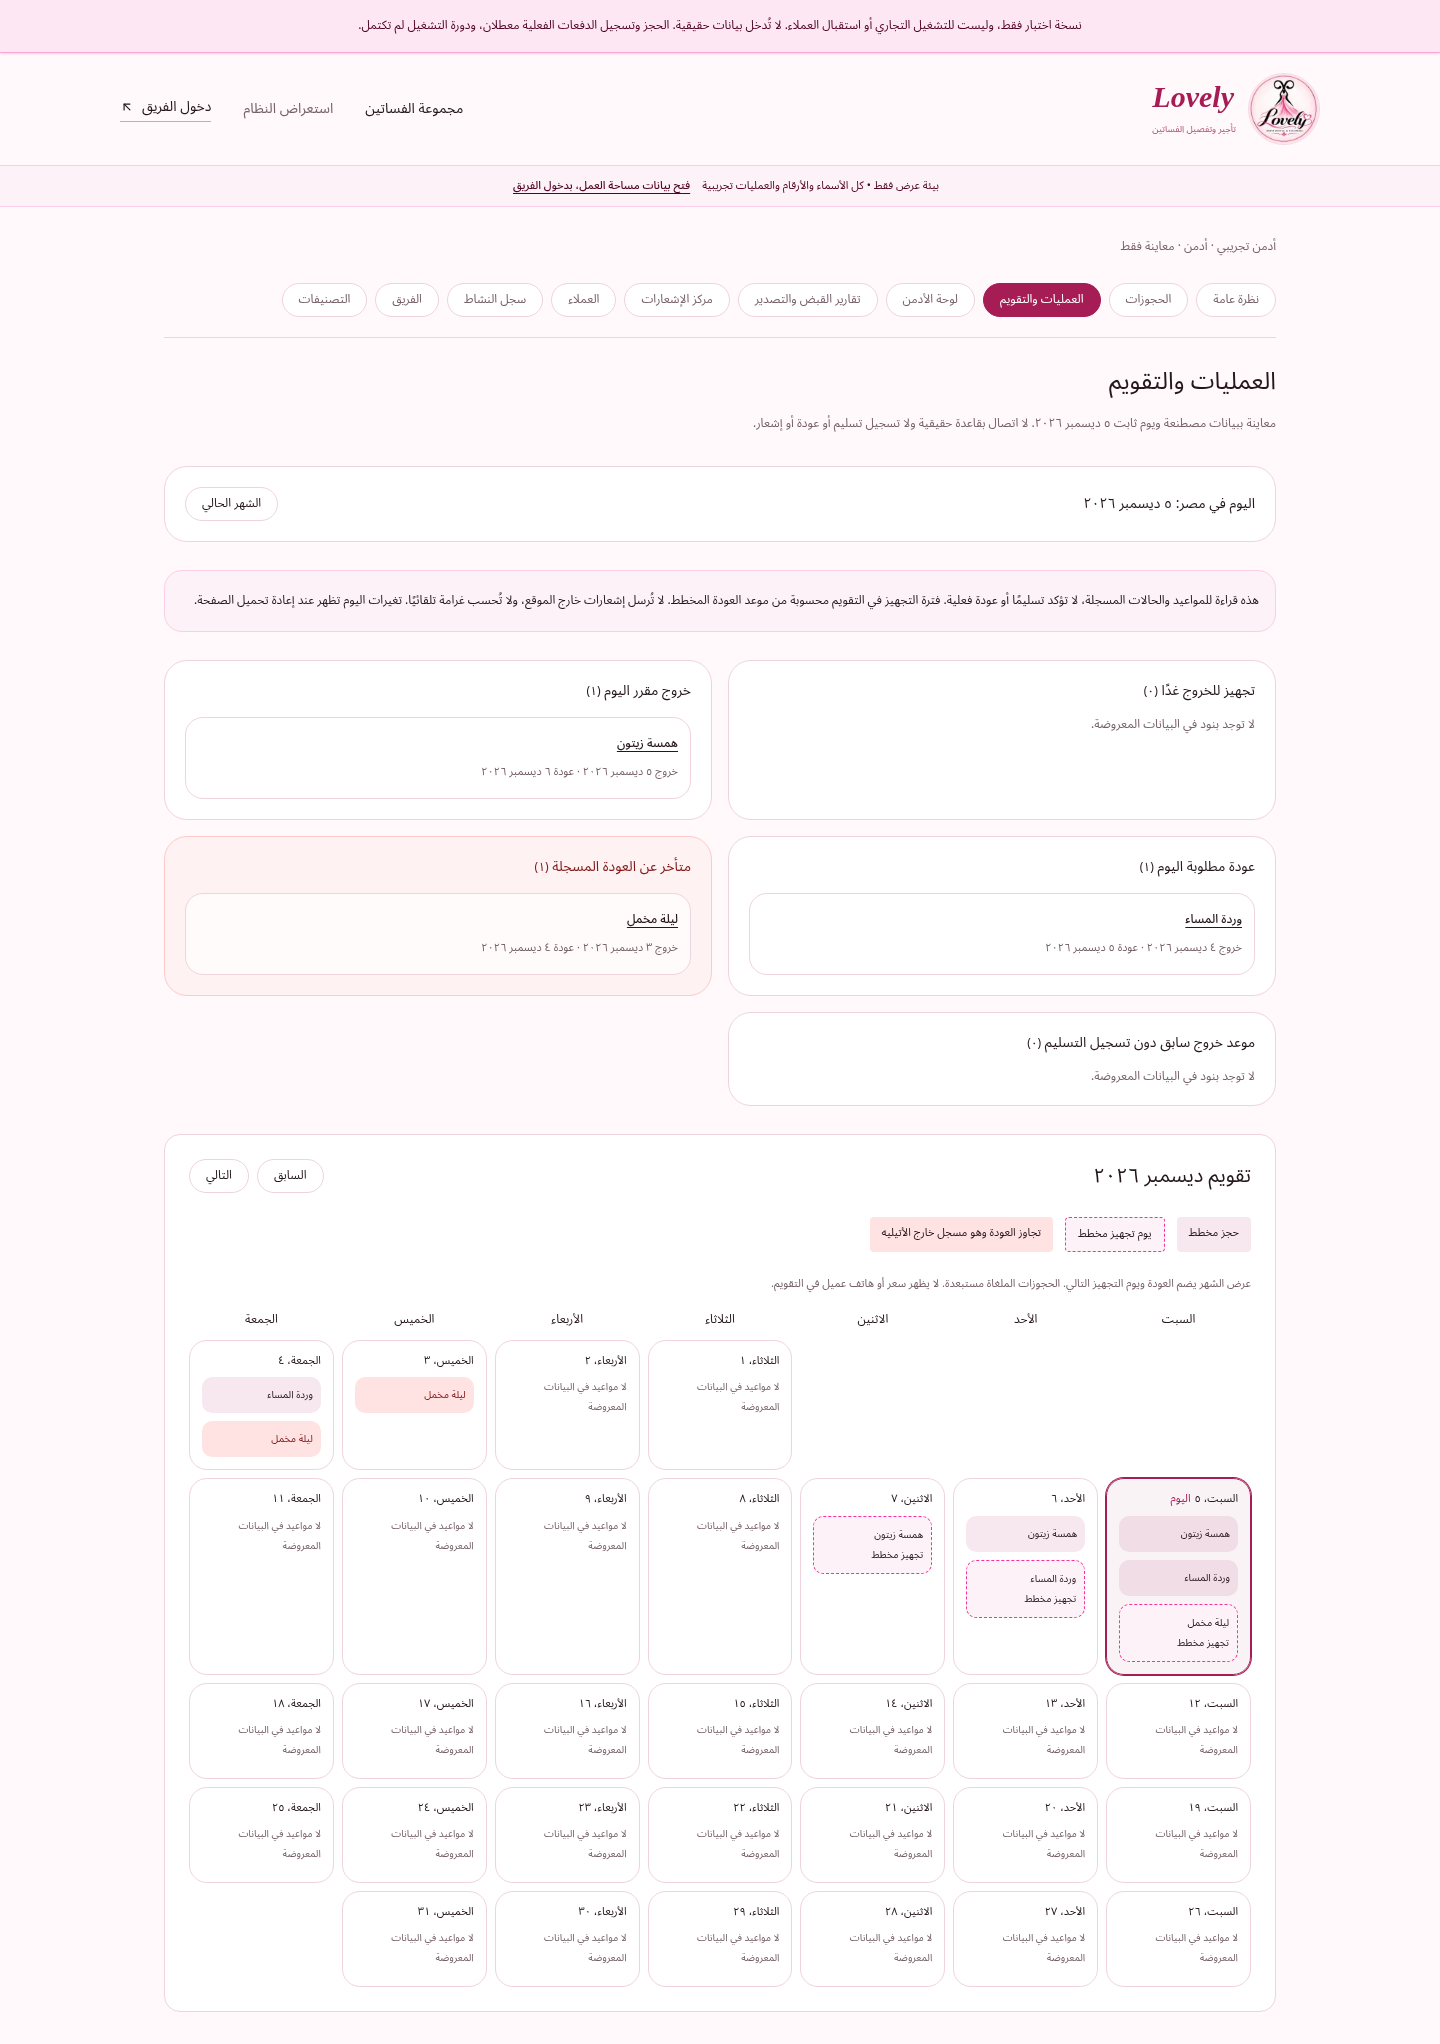 نسخة اختبار فقط، وليست للتشغيل التجاري أو استقبال العملاء. لا تُدخل بيانات حقيقية. الحجز وتسجيل الدفعات الفعلية معطلان، ودورة التشغيل لم تكتمل.
Lovely
Lovely
تأجير وتفصيل الفساتين
مجموعة الفساتين
استعراض النظام
دخول الفريق
بيئة عرض فقط • كل الأسماء والأرقام والعمليات تجريبية فتح بيانات مساحة العمل، بدخول الفريق
أدمن تجريبي · أدمن · معاينة فقط
نظرة عامة
الحجوزات
العمليات والتقويم
لوحة الأدمن
تقارير القبض والتصدير
مركز الإشعارات
العملاء
سجل النشاط
الفريق
التصنيفات
العمليات والتقويم
معاينة ببيانات مصطنعة ويوم ثابت ٥ ديسمبر ٢٠٢٦. لا اتصال بقاعدة حقيقية ولا تسجيل تسليم أو عودة أو إشعار.
اليوم في مصر: ٥ ديسمبر ٢٠٢٦
الشهر الحالي
هذه قراءة للمواعيد والحالات المسجلة، لا تؤكد تسليمًا أو عودة فعلية. فترة التجهيز في التقويم محسوبة من موعد العودة المخطط. لا تُرسل إشعارات خارج الموقع، ولا تُحسب غرامة تلقائيًا. تغيرات اليوم تظهر عند إعادة تحميل الصفحة.
تجهيز للخروج غدًا (٠)
لا توجد بنود في البيانات المعروضة.
خروج مقرر اليوم (١)
همسة زيتون
خروج ٥ ديسمبر ٢٠٢٦ · عودة ٦ ديسمبر ٢٠٢٦
عودة مطلوبة اليوم (١)
وردة المساء
خروج ٤ ديسمبر ٢٠٢٦ · عودة ٥ ديسمبر ٢٠٢٦
متأخر عن العودة المسجلة (١)
ليلة مخمل
خروج ٣ ديسمبر ٢٠٢٦ · عودة ٤ ديسمبر ٢٠٢٦
موعد خروج سابق دون تسجيل التسليم (٠)
لا توجد بنود في البيانات المعروضة.
تقويم ديسمبر ٢٠٢٦
السابق
التالي
حجز مخطط
يوم تجهيز مخطط
تجاوز العودة وهو مسجل خارج الأتيليه
عرض الشهر يضم العودة ويوم التجهيز التالي. الحجوزات الملغاة مستبعدة. لا يظهر سعر أو هاتف عميل في التقويم.
السبت
الأحد
الاثنين
الثلاثاء
الأربعاء
الخميس
الجمعة
الثلاثاء، ١
لا مواعيد في البيانات
المعروضة
الأربعاء، ٢
لا مواعيد في البيانات
المعروضة
الخميس، ٣
ليلة مخمل
الجمعة، ٤
وردة المساء
ليلة مخمل
السبت، ٥ اليوم
همسة زيتون
وردة المساء
ليلة مخمل
تجهيز مخطط
الأحد، ٦
همسة زيتون
وردة المساء
تجهيز مخطط
الاثنين، ٧
همسة زيتون
تجهيز مخطط
الثلاثاء، ٨
لا مواعيد في البيانات
المعروضة
الأربعاء، ٩
لا مواعيد في البيانات
المعروضة
الخميس، ١٠
لا مواعيد في البيانات
المعروضة
الجمعة، ١١
لا مواعيد في البيانات
المعروضة
السبت، ١٢
لا مواعيد في البيانات
المعروضة
الأحد، ١٣
لا مواعيد في البيانات
المعروضة
الاثنين، ١٤
لا مواعيد في البيانات
المعروضة
الثلاثاء، ١٥
لا مواعيد في البيانات
المعروضة
الأربعاء، ١٦
لا مواعيد في البيانات
المعروضة
الخميس، ١٧
لا مواعيد في البيانات
المعروضة
الجمعة، ١٨
لا مواعيد في البيانات
المعروضة
السبت، ١٩
لا مواعيد في البيانات
المعروضة
الأحد، ٢٠
لا مواعيد في البيانات
المعروضة
الاثنين، ٢١
لا مواعيد في البيانات
المعروضة
الثلاثاء، ٢٢
لا مواعيد في البيانات
المعروضة
الأربعاء، ٢٣
لا مواعيد في البيانات
المعروضة
الخميس، ٢٤
لا مواعيد في البيانات
المعروضة
الجمعة، ٢٥
لا مواعيد في البيانات
المعروضة
السبت، ٢٦
لا مواعيد في البيانات
المعروضة
الأحد، ٢٧
لا مواعيد في البيانات
المعروضة
الاثنين، ٢٨
لا مواعيد في البيانات
المعروضة
الثلاثاء، ٢٩
لا مواعيد في البيانات
المعروضة
الأربعاء، ٣٠
لا مواعيد في البيانات
المعروضة
الخميس، ٣١
لا مواعيد في البيانات
المعروضة